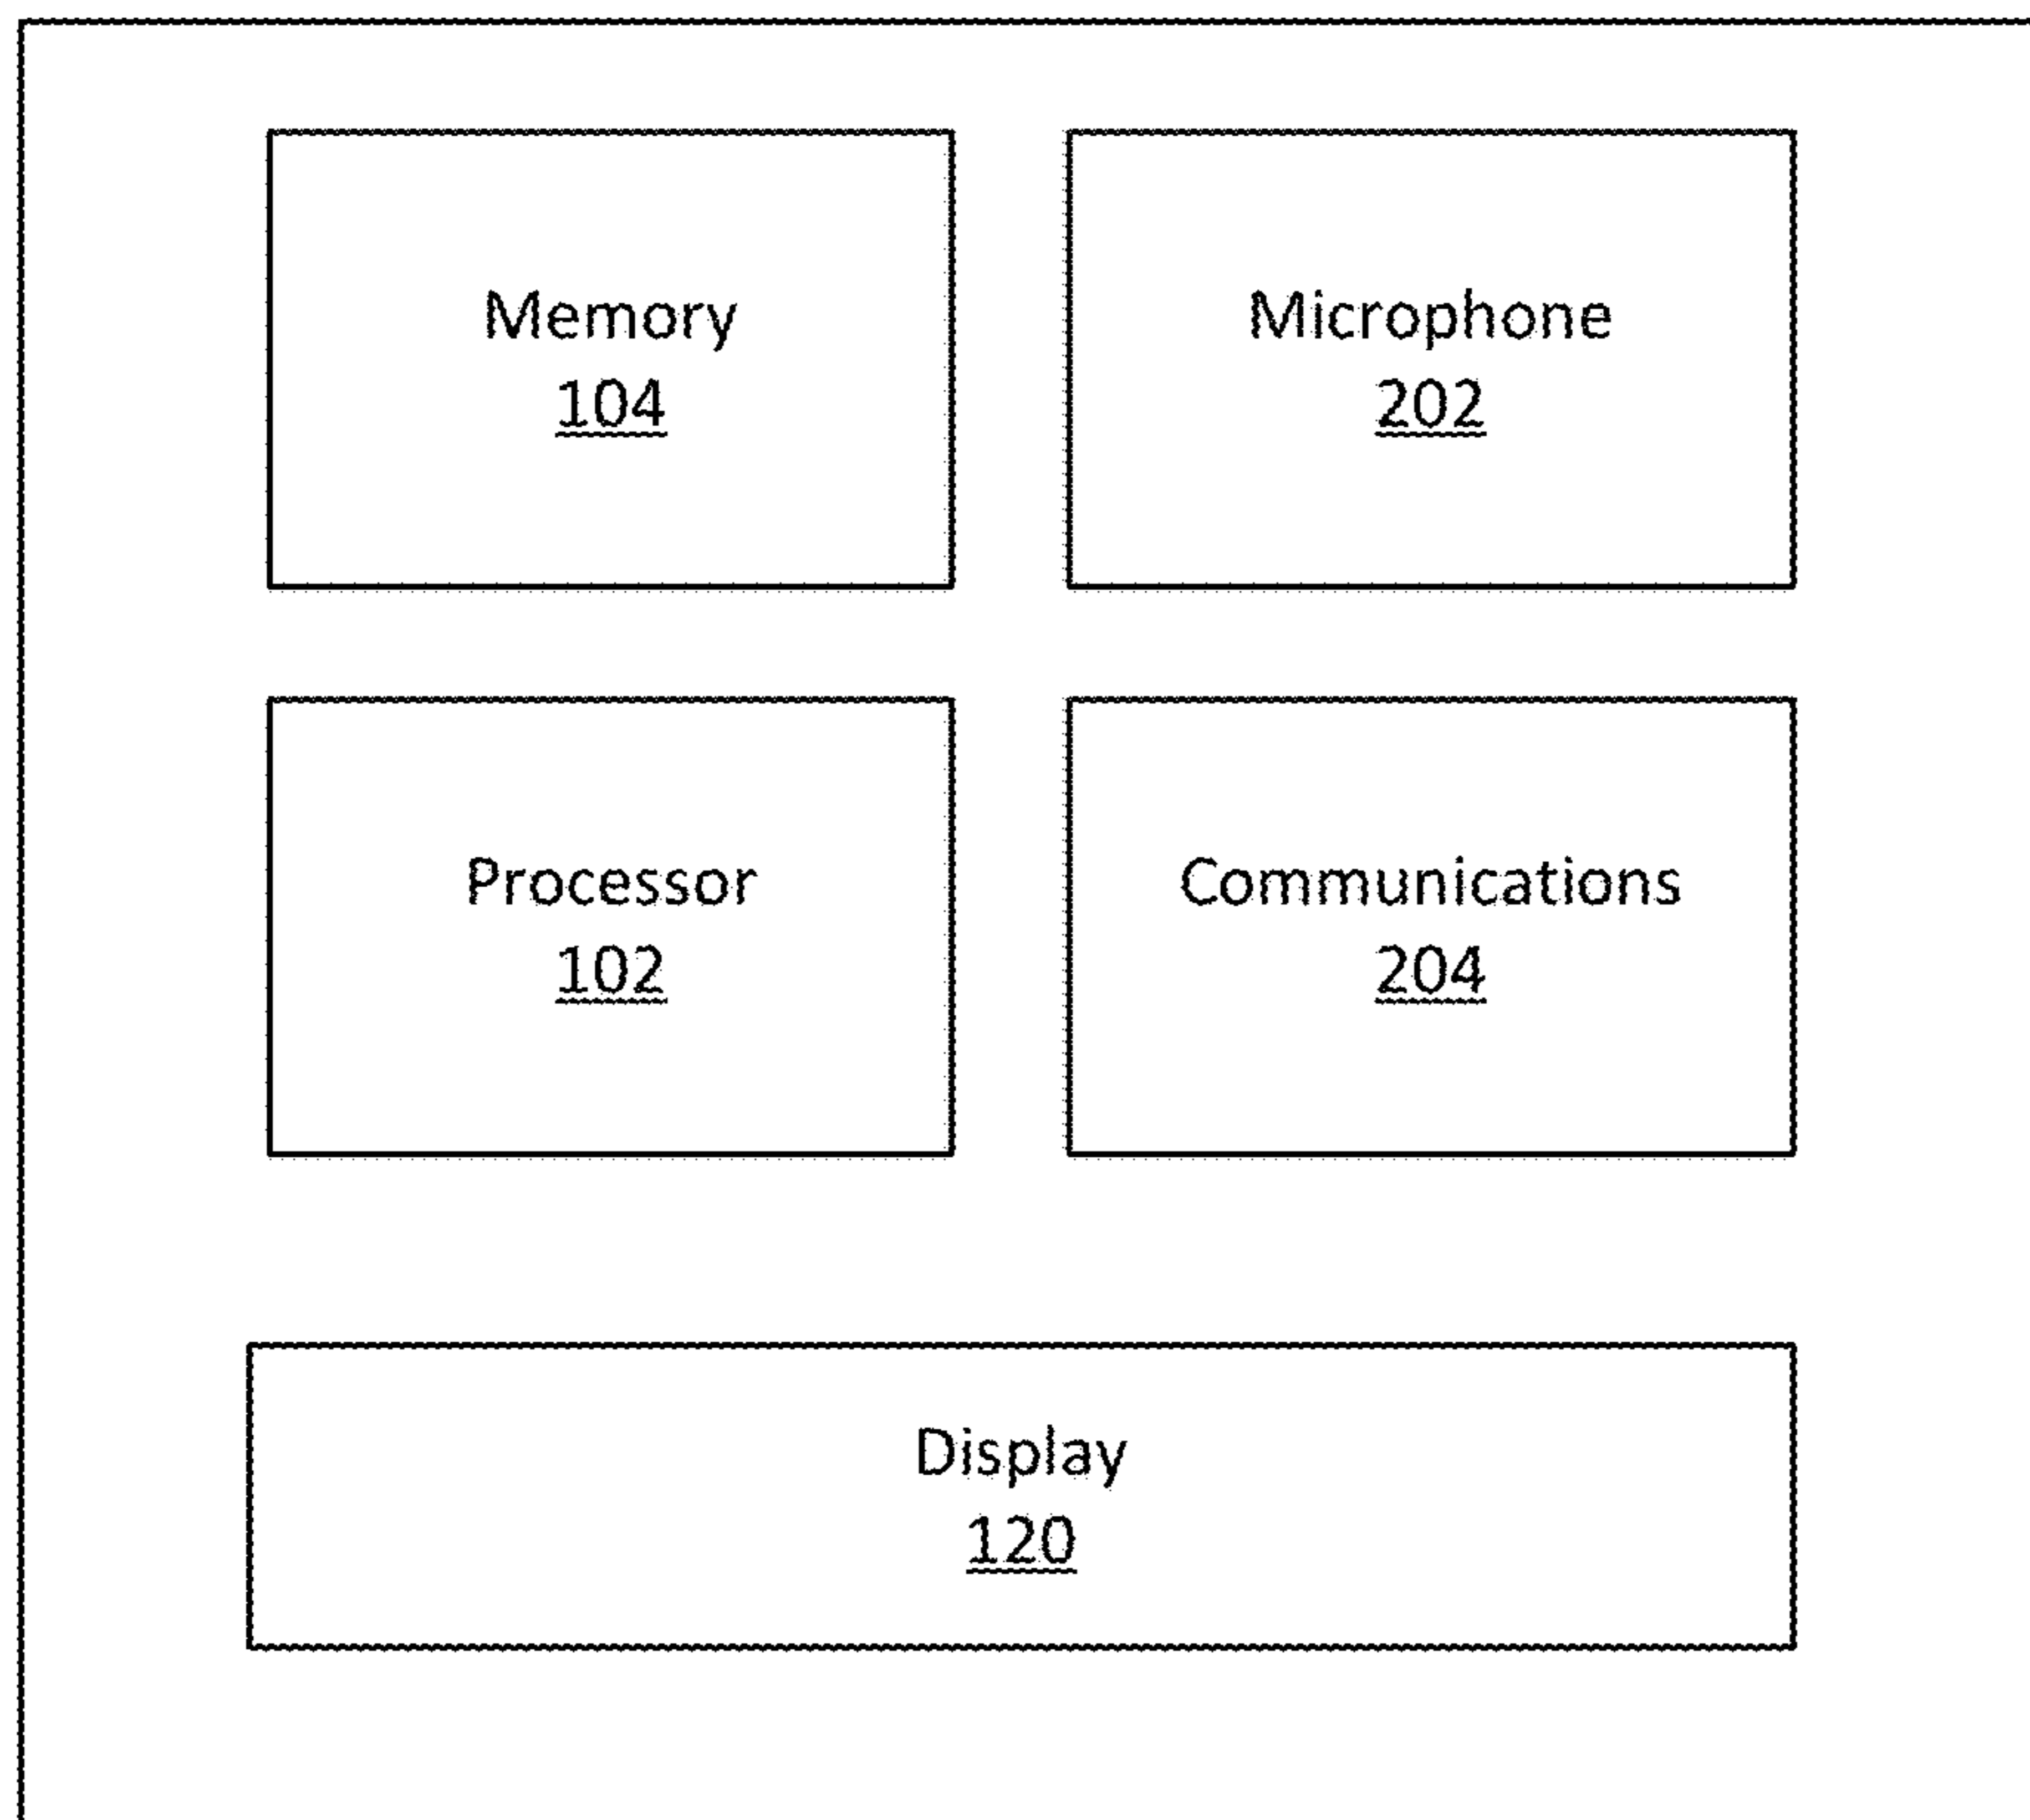 Memory
104
Microphone
202
Processor
102
Communications
204
Display
120